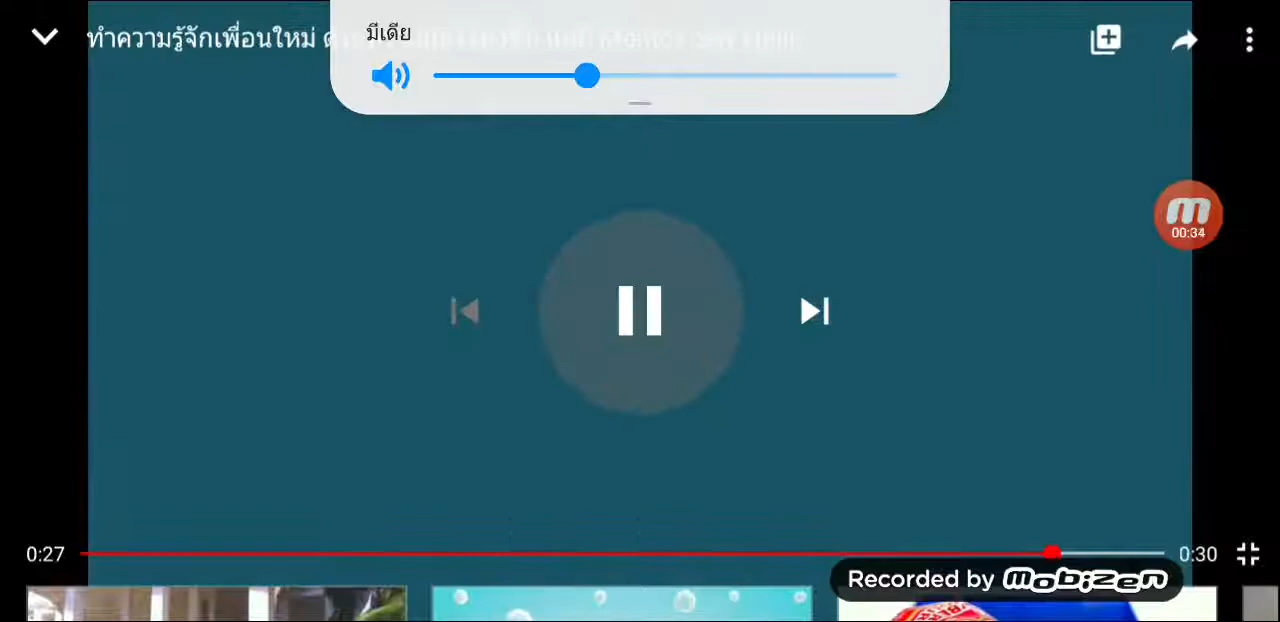 มีเดีย
ทำความรู้จักเพื่อนใหม่
00:34
0:27
0:30
Recorded by mobizen